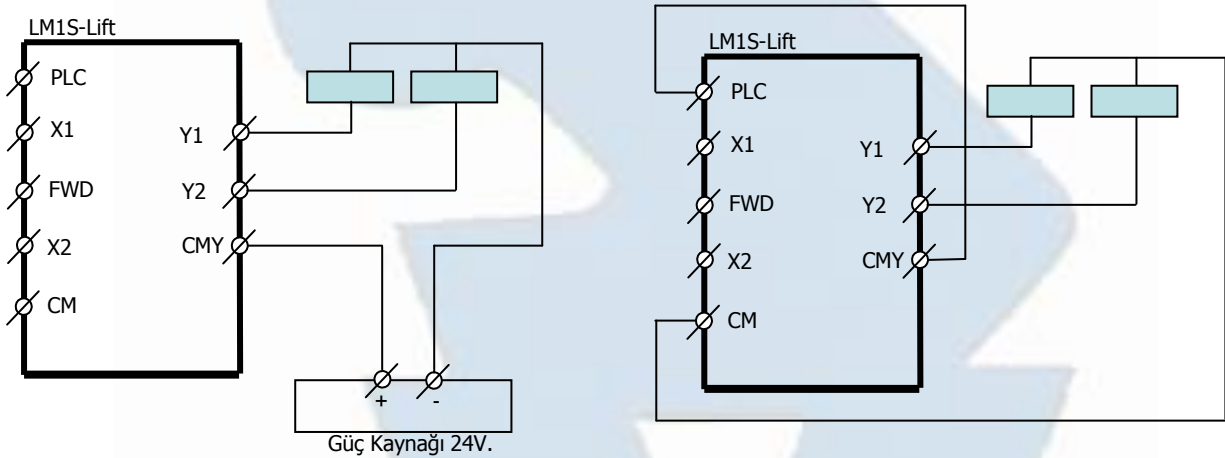 LM1S-Lift
PLC
X1
Y1
FWD
Y2
X2
CMY
CM
+ -
Güç Kaynağı 24V.
LM1S-Lift
PLC
X1
Y1
FWD
Y2
X2
CMY
CM